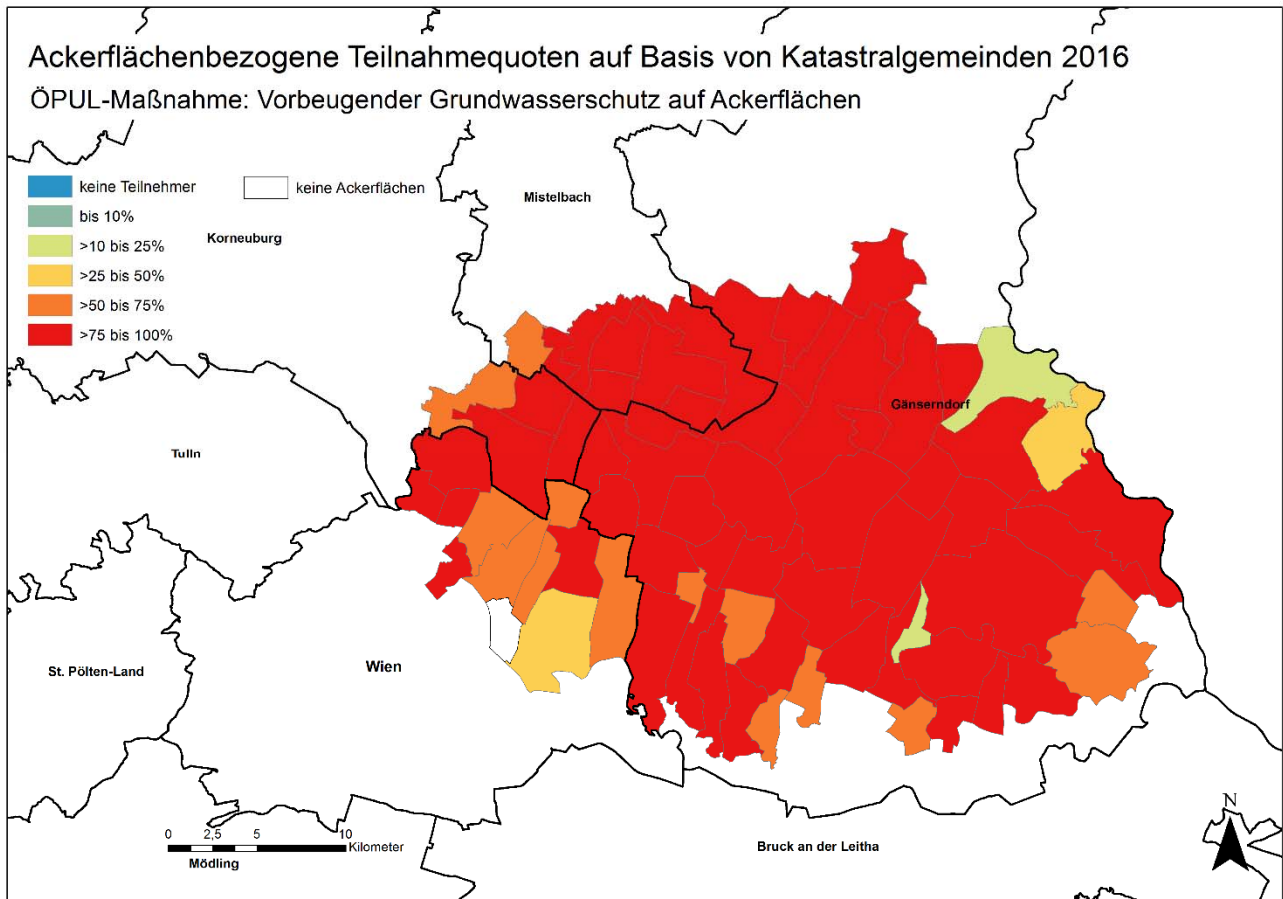 Ackerflächenbezogene Teilnahmequoten auf Basis von Katastralgemeinden 2016
ÖPUL-Maßnahme: Vorbeugender Grundwasserschutz auf Ackerflächen
keine Teilnehmer
keine Ackerflächen
bis 10%
>10 bis 25%
>25 bis 50%
>50 bis 75%
>75 bis 100%
Mistelbach
Korneuburg
Gänserndorf
Tulln
St. Pölten-Land
Wien
0 2,5 5 10
Kilometer
Mödling
Bruck an der Leitha
N